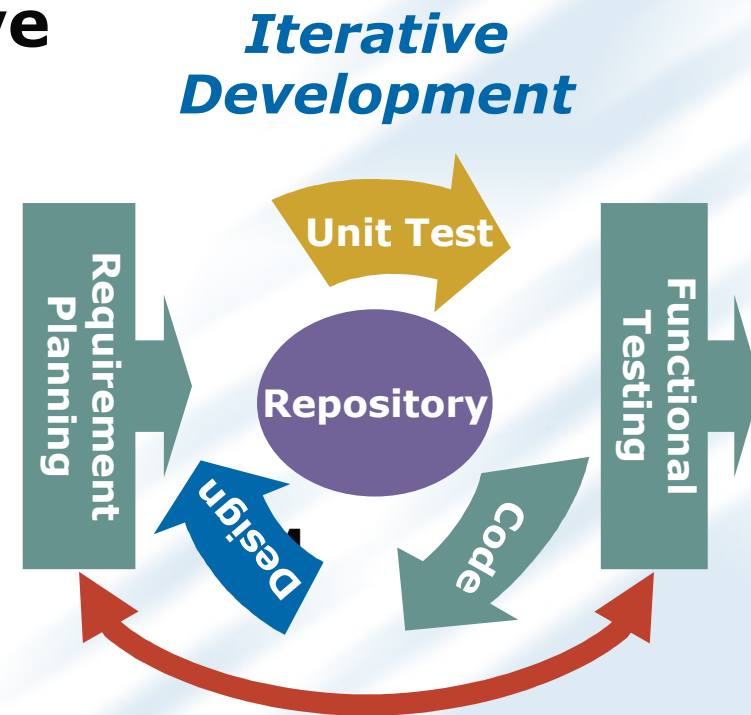 ve
Iterative
Development
Unit Test
Requirement
Planning
Repository
Functional
Testing
Design
Code